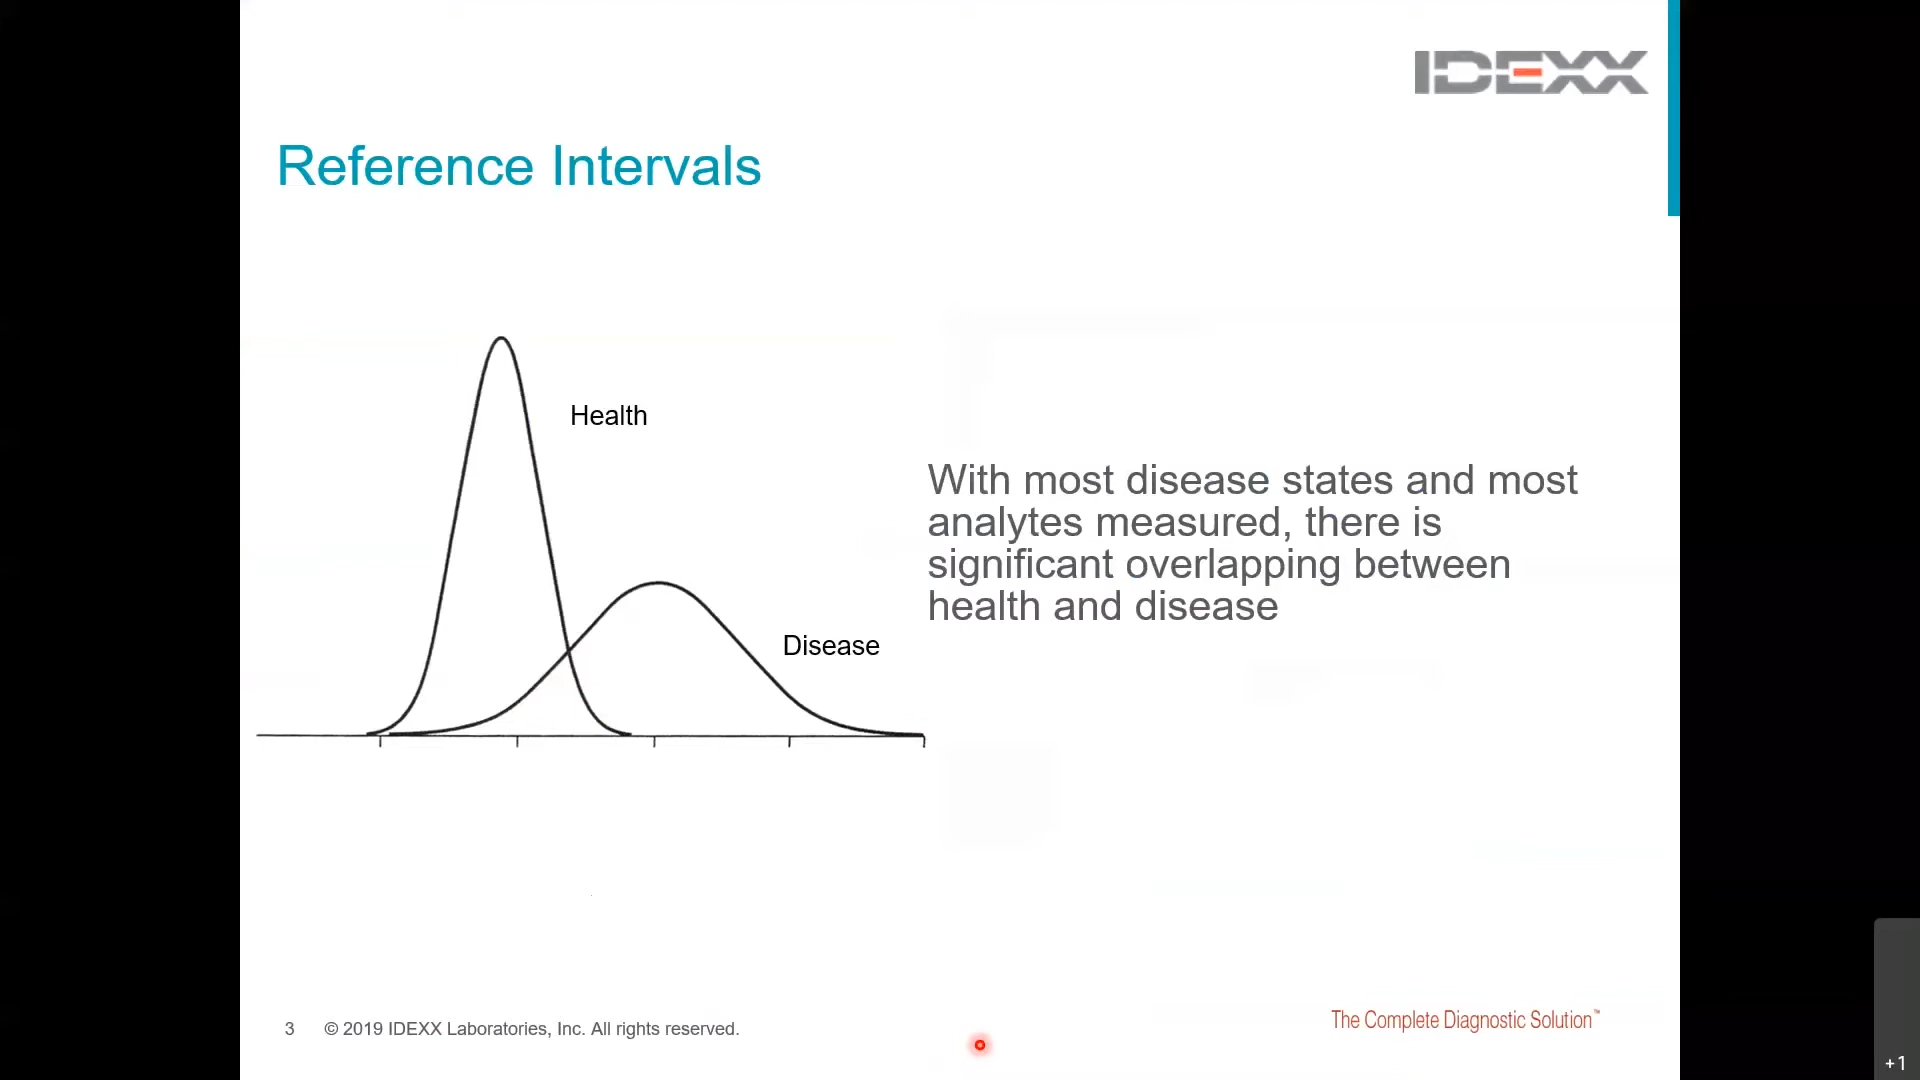 IDEXX
Reference Intervals
Health
Disease
With most disease states and most
analytes measured, there is
significant overlapping between
health and disease
3 © 2019 IDEXX Laboratories, Inc. All rights reserved.
The Complete Diagnostic Solution™
+1